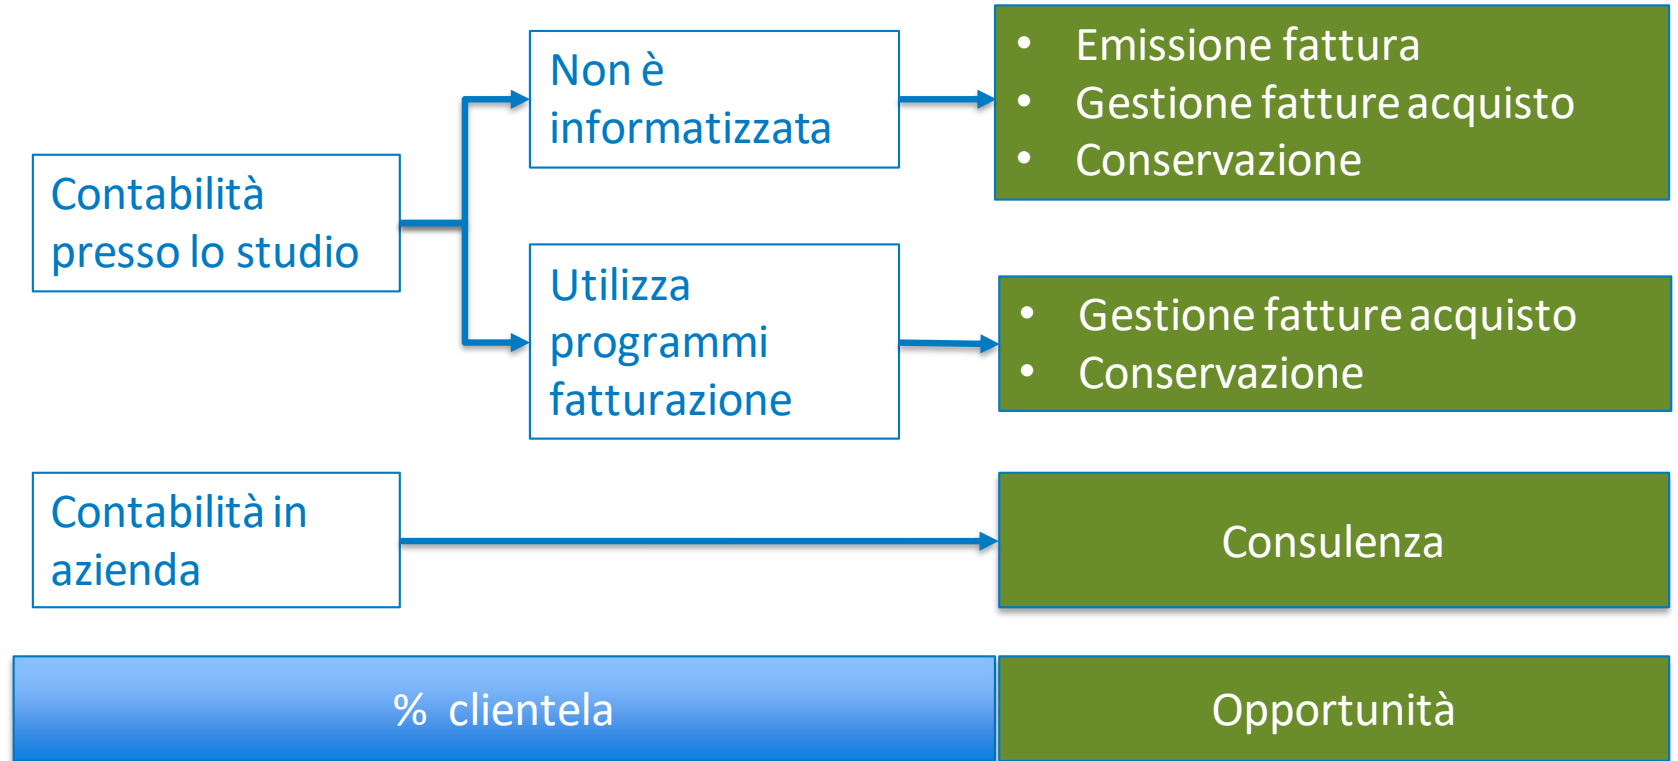 Contabilità
presso lo studio
Non è
informatizzata
• Emissione fattura
• Gestione fatture acquisto
• Conservazione
Utilizza
programmi
fatturazione
• Gestione fatture acquisto
• Conservazione
Contabilità in
azienda
Consulenza
% clientela
Opportunità